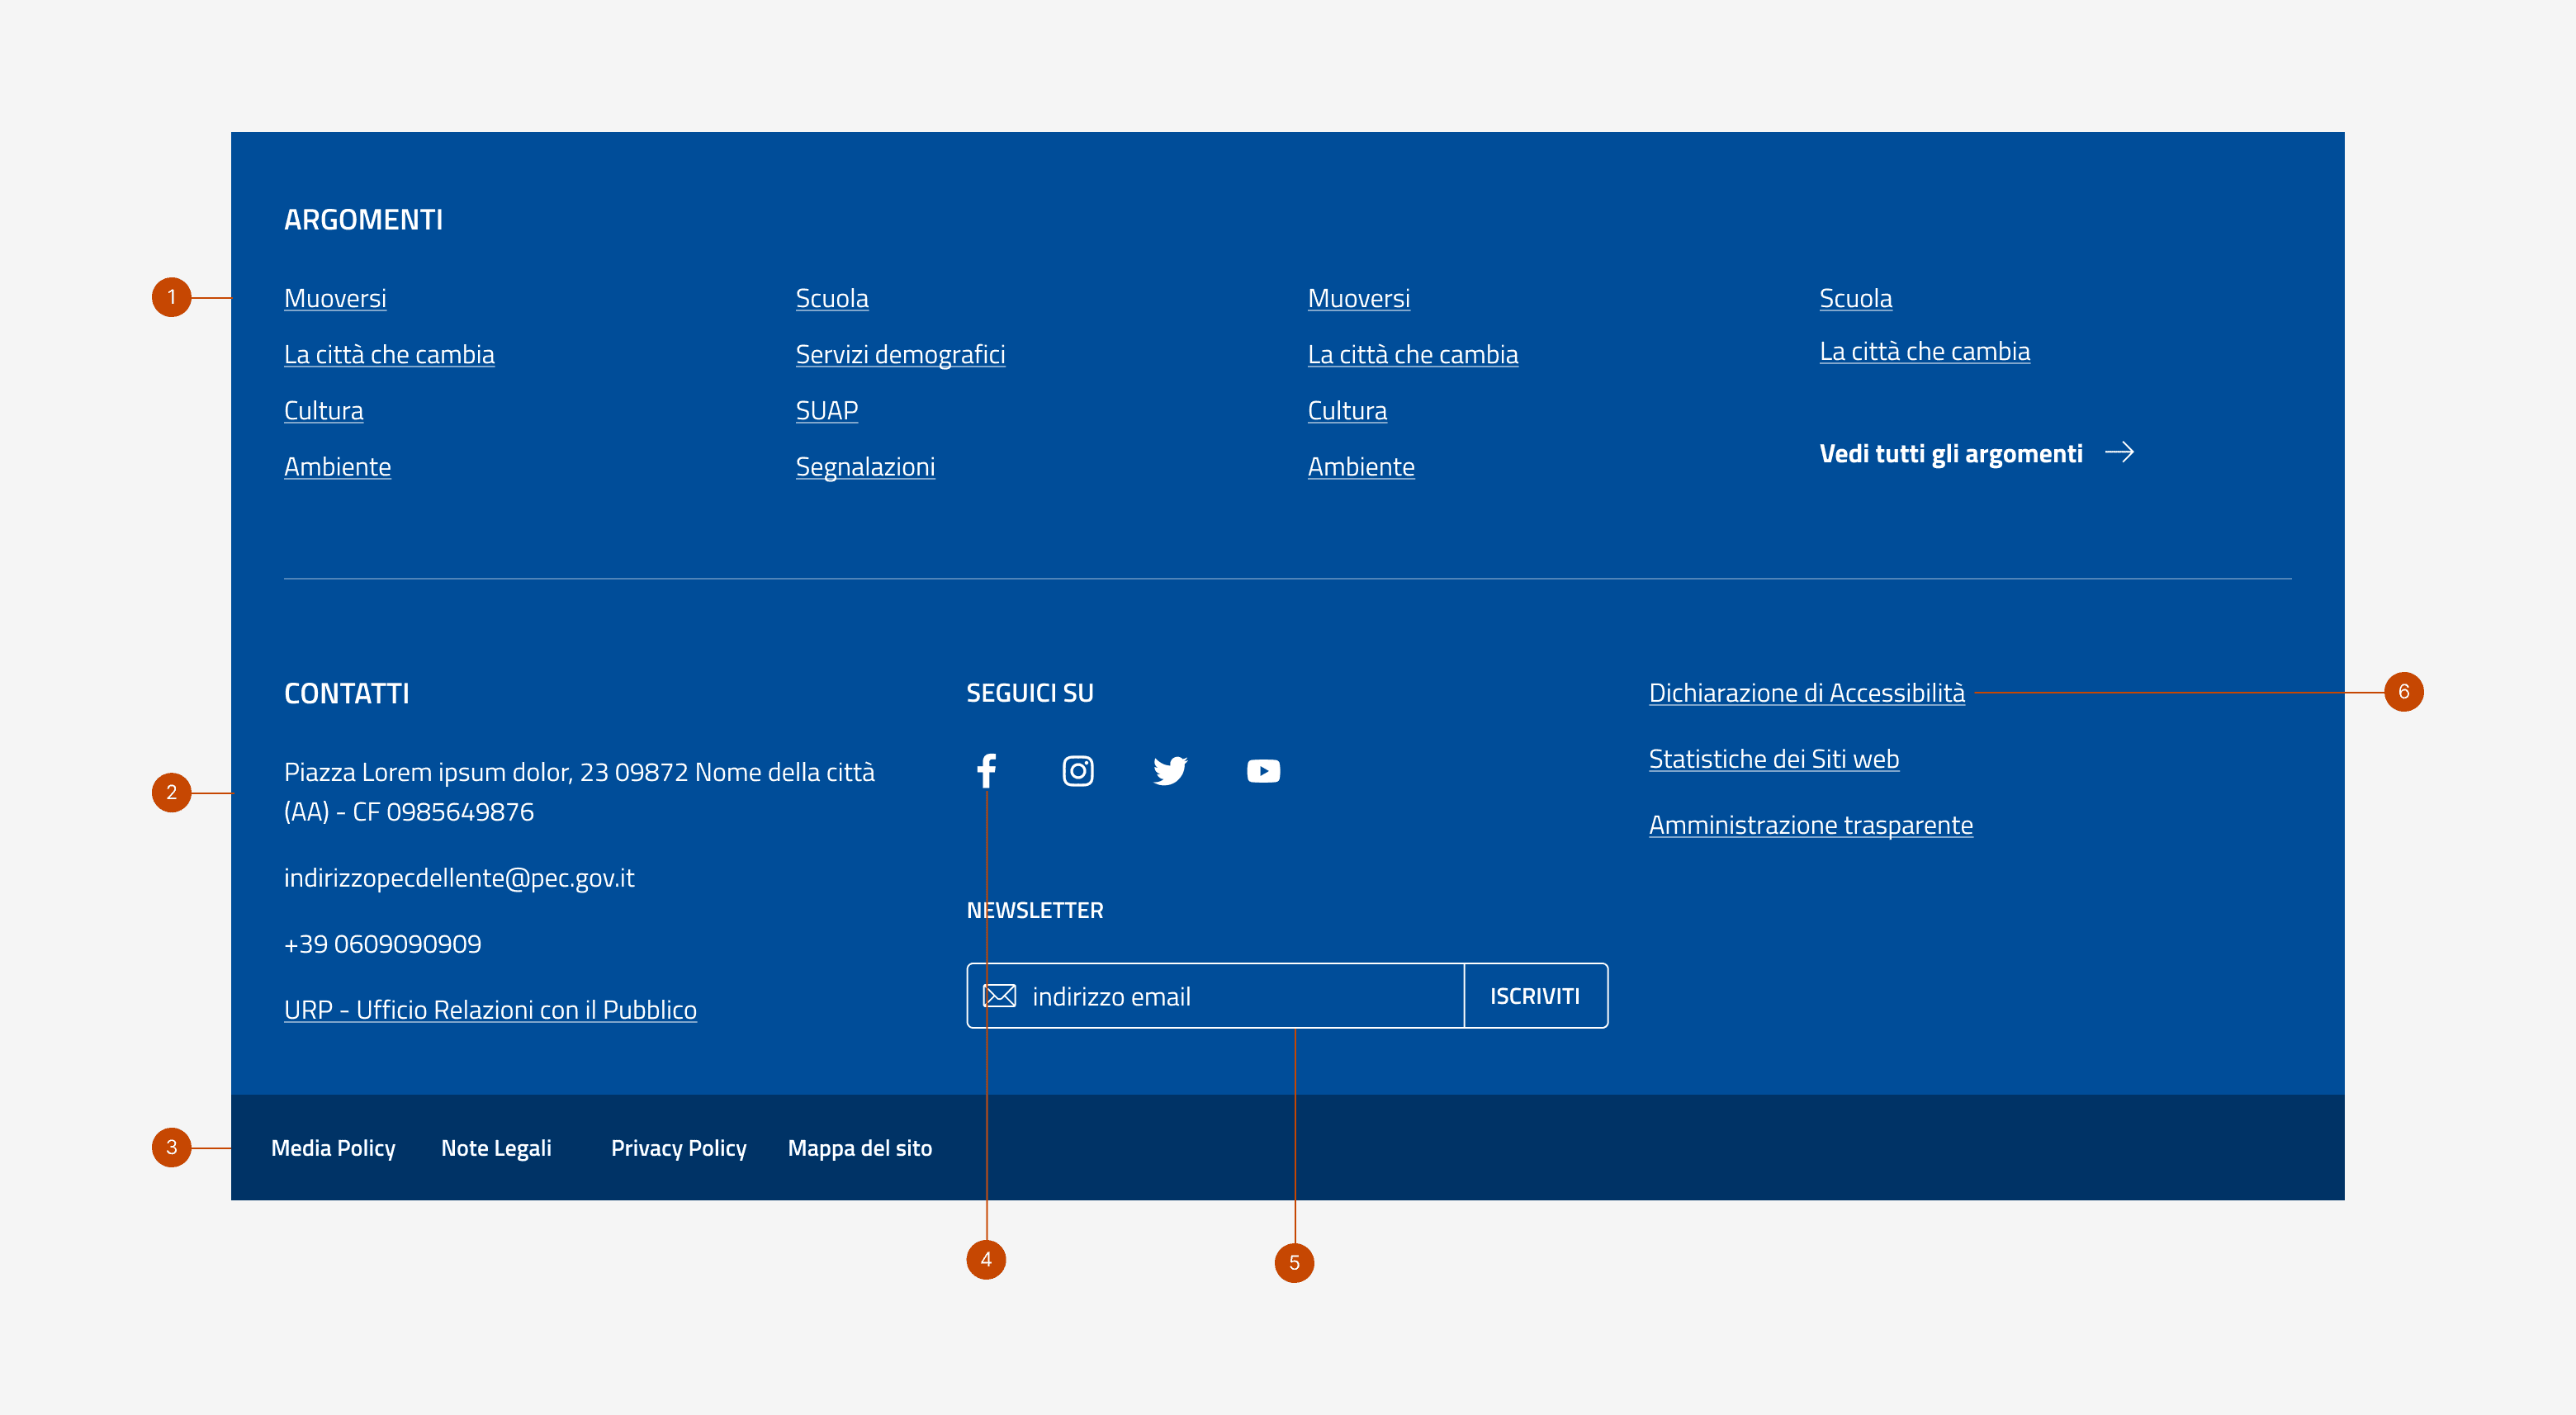 ARGOMENTI
1
Muoversi
La città che cambia
Cultura
Ambiente
Scuola
Servizi demografici
SUAP
Segnalazioni
Muoversi
La città che cambia
Cultura
Ambiente
Scuola
La città che cambia
Vedi tutti gli argomenti
CONTATTI
2
Piazza Lorem ipsum dolor, 23 09872 Nome della città
(AA) - CF 0985649876
indirizzopecdellente@pec.gov.it
+39 0609090909
URP - Ufficio Relazioni con il Pubblico
SEGUICI SU
NEWSLETTER
indirizzo email
ISCRIVITI
Dichiarazione di Accessibilità
6
Statistiche dei Siti web
Amministrazione trasparente
3
Media Policy Note Legali Privacy Policy Mappa del sito
4
5